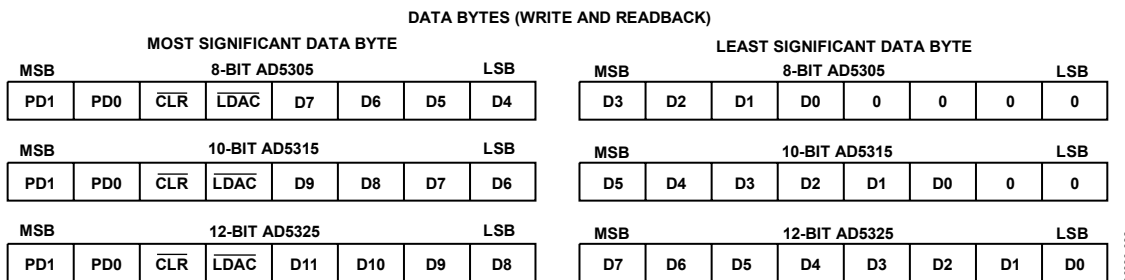 DATA BYTES (WRITE AND READBACK)
MOST SIGNIFICANT DATA BYTE
MSB 8-BIT AD5305 LSB
PD1 PD0 CLR LDAC D7 D6 D5 D4
MSB 10-BIT AD5315 LSB
PD1 PD0 CLR LDAC D9 D8 D7 D6
MSB 12-BIT AD5325 LSB
PD1 PD0 CLR LDAC D11 D10 D9 D8
LEAST SIGNIFICANT DATA BYTE
MSB 8-BIT AD5305 LSB
D3 D2 D1 D0 0 0 0 0
MSB 10-BIT AD5315 LSB
D5 D4 D3 D2 D1 D0 0 0
MSB 12-BIT AD5325 LSB
D7 D6 D5 D4 D3 D2 D1 D0